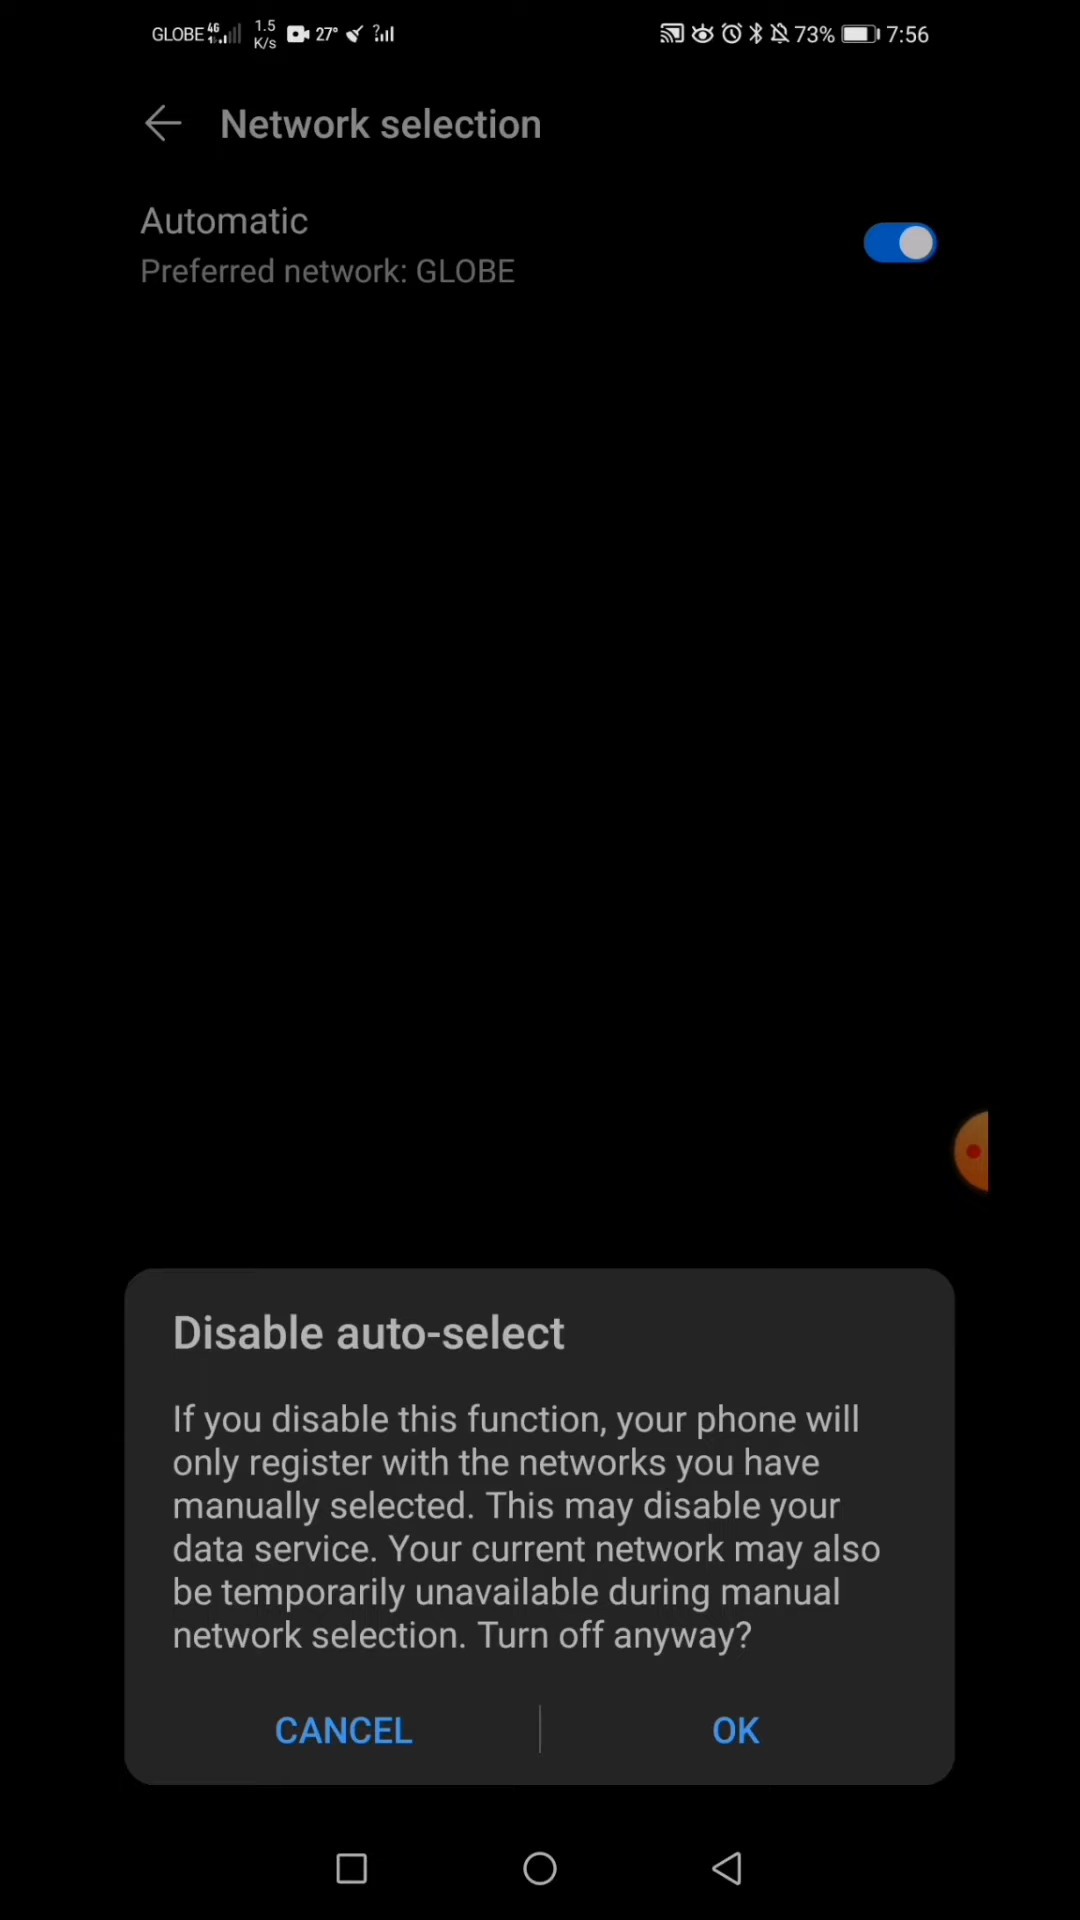 GLOBE 4G 1.5 K/s 27° ? 73% 7:56
Network selection
Automatic
Preferred network: GLOBE
Disable auto-select
If you disable this function, your phone will
only register with the networks you have
manually selected. This may disable your
data service. Your current network may also
be temporarily unavailable during manual
network selection. Turn off anyway?
CANCEL OK